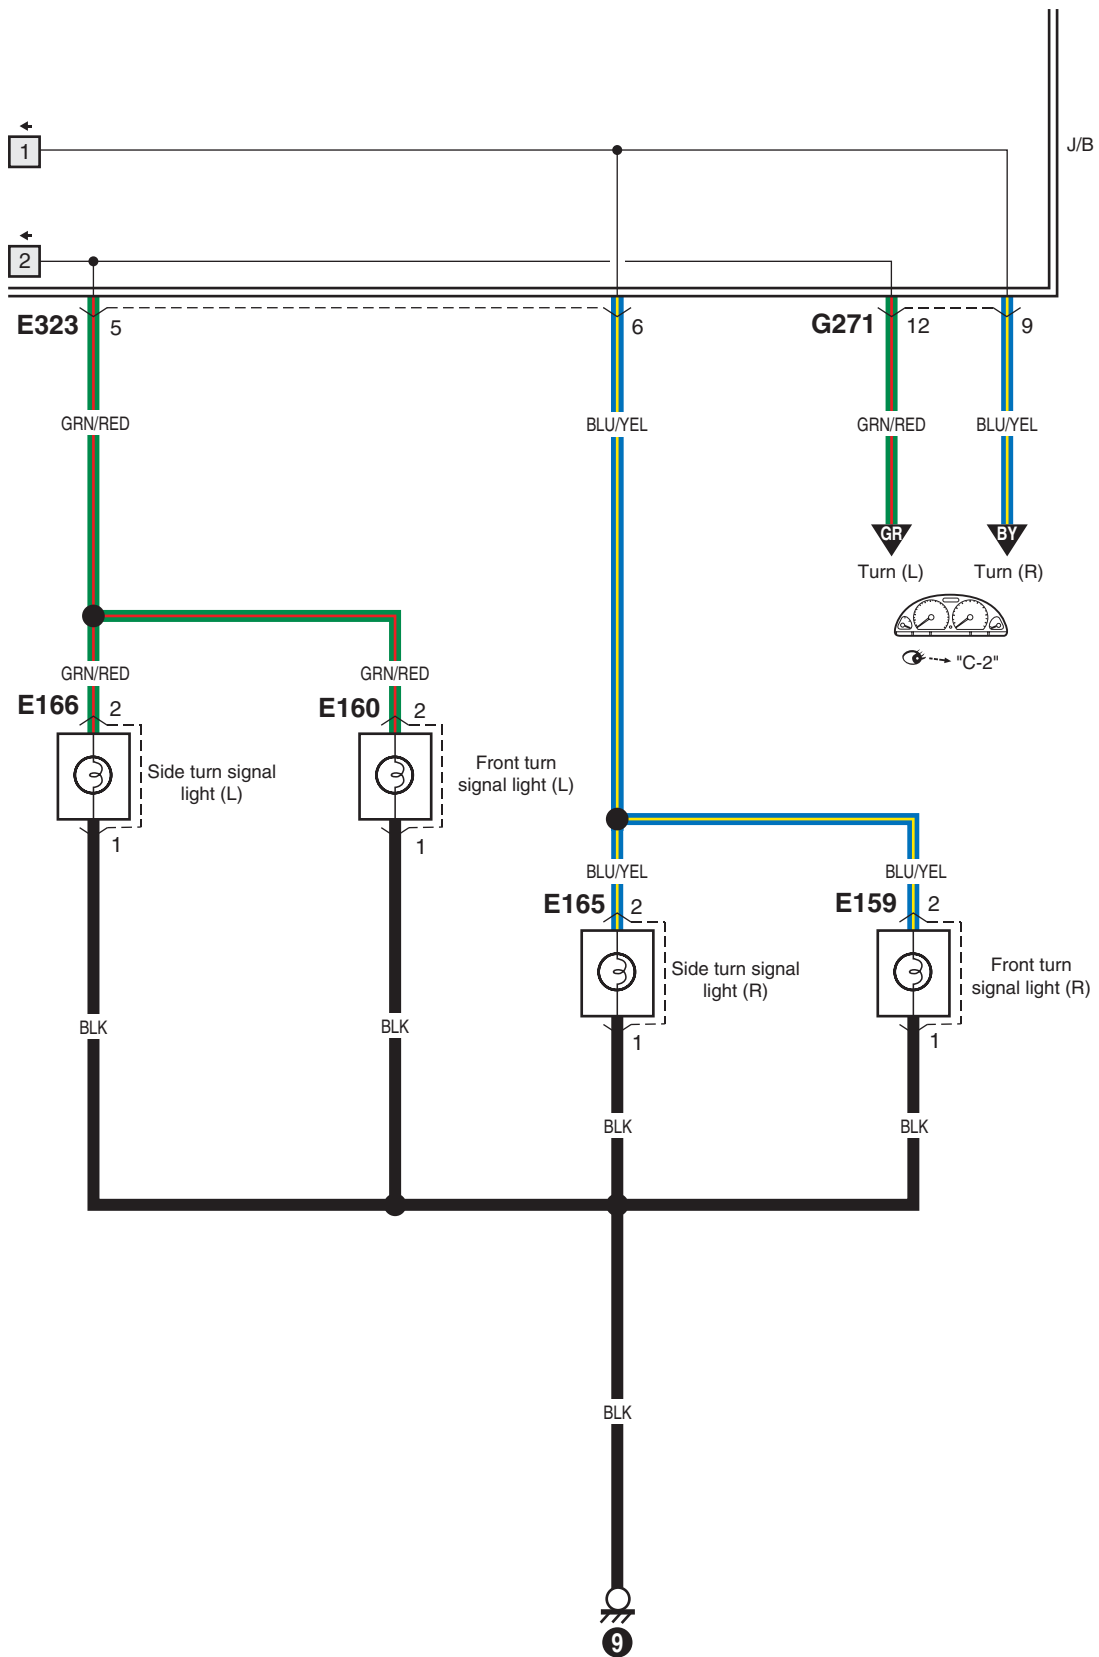 J/B
1
2
E323 5
6
G271 12
9
GRN/RED
BLU/YEL
GRN/RED
BLU/YEL
GR
BY
Turn (L)
Turn (R)
"C-2"
GRN/RED
GRN/RED
E166 2
E160 2
Side turn signal
light (L)
Front turn
signal light (L)
1
1
BLU/YEL
BLU/YEL
E165 2
E159 2
Side turn signal
light (R)
Front turn
signal light (R)
BLK
BLK
1
1
BLK
BLK
BLK
9